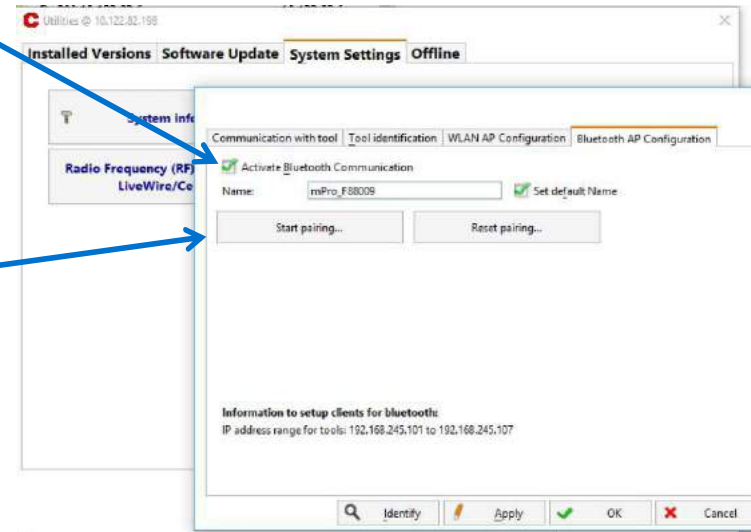 Utilities @ 10.122.82.198
Installed Versions Software Update System Settings Offline
System info
Radio Frequency (RF)
LiveWire/Ce
Communication with tool Tool identification WLAN AP Configuration Bluetooth AP Configuration
Activate Bluetooth Communication
Name: mPro_F88009 Set default Name
Start pairing... Reset pairing...
Information to setup clients for bluetooth:
IP address range for tools: 192.168.245.101 to 192.168.245.107
Identify Apply OK Cancel